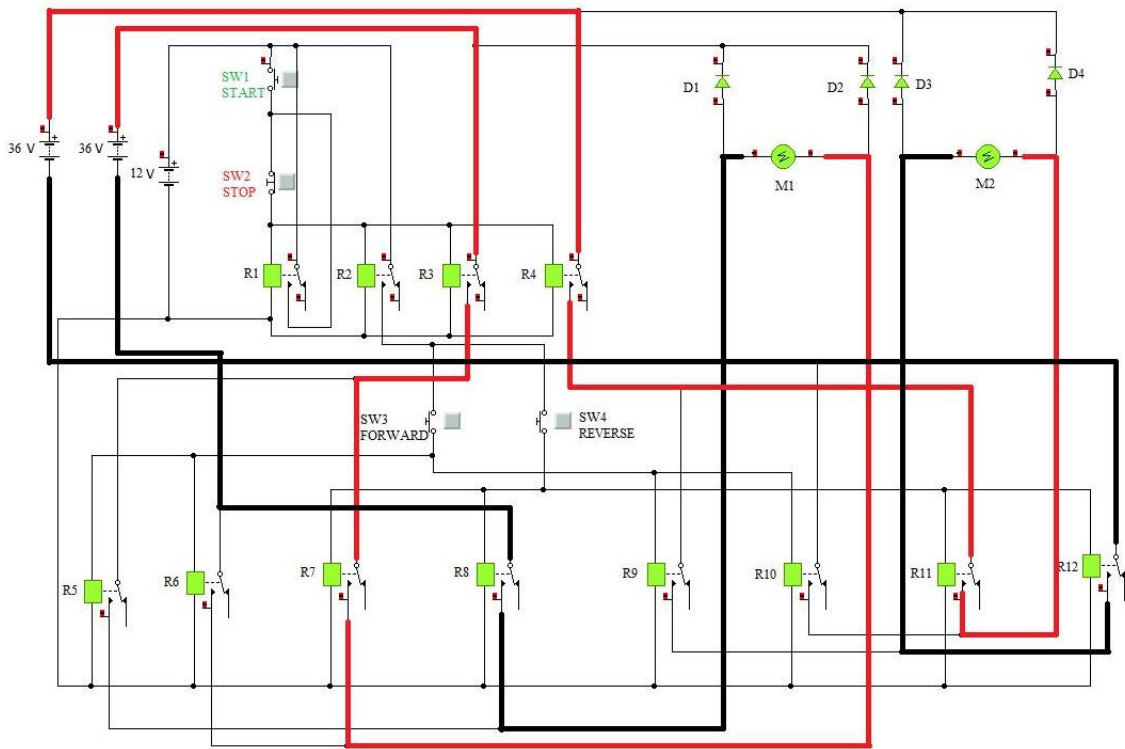 D1
D2
D3
D4
SW1
START
36 V
36 V
12 V
SW2
STOP
M1
M2
R1
R2
R3
R4
SW3
FORWARD
SW4
REVERSE
R5
R6
R7
R8
R9
R10
R11
R12